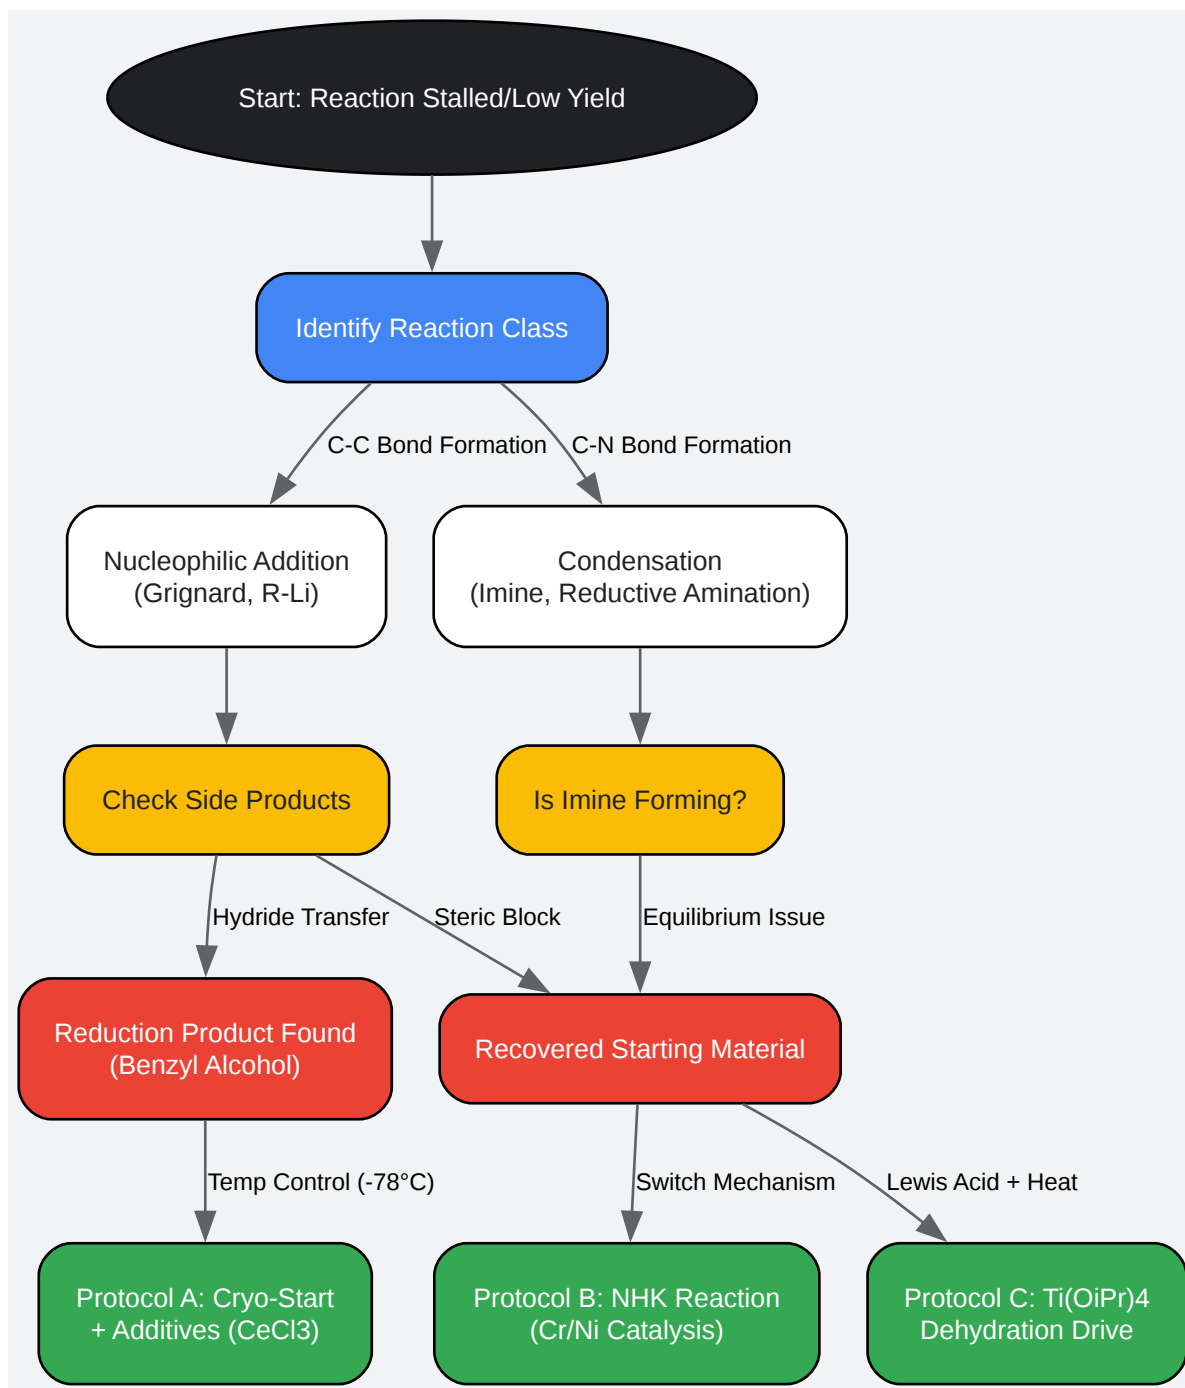 Start: Reaction Stalled/Low Yield
Identify Reaction Class
C-C Bond Formation
C-N Bond Formation
Nucleophilic Addition
(Grignard, R-Li)
Condensation
(Imine, Reductive Amination)
Check Side Products
Is Imine Forming?
Hydride Transfer
Steric Block
Equilibrium Issue
Reduction Product Found
(Benzyl Alcohol)
Recovered Starting Material
Temp Control (-78°C)
Switch Mechanism
Lewis Acid + Heat
Protocol A: Cryo-Start
+ Additives (CeCl3)
Protocol B: NHK Reaction
(Cr/Ni Catalysis)
Protocol C: Ti(OiPr)4
Dehydration Drive